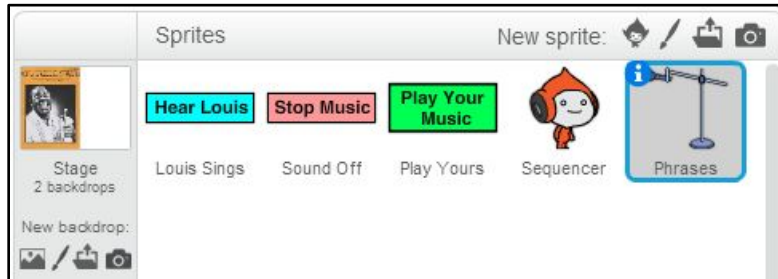 Sprites
New sprite:
Hear Louis
Stop Music
Play Your
Music
Stage
2 backdrops
Louis Sings
Sound Off
Play Yours
Sequencer
Phrases
New backdrop: